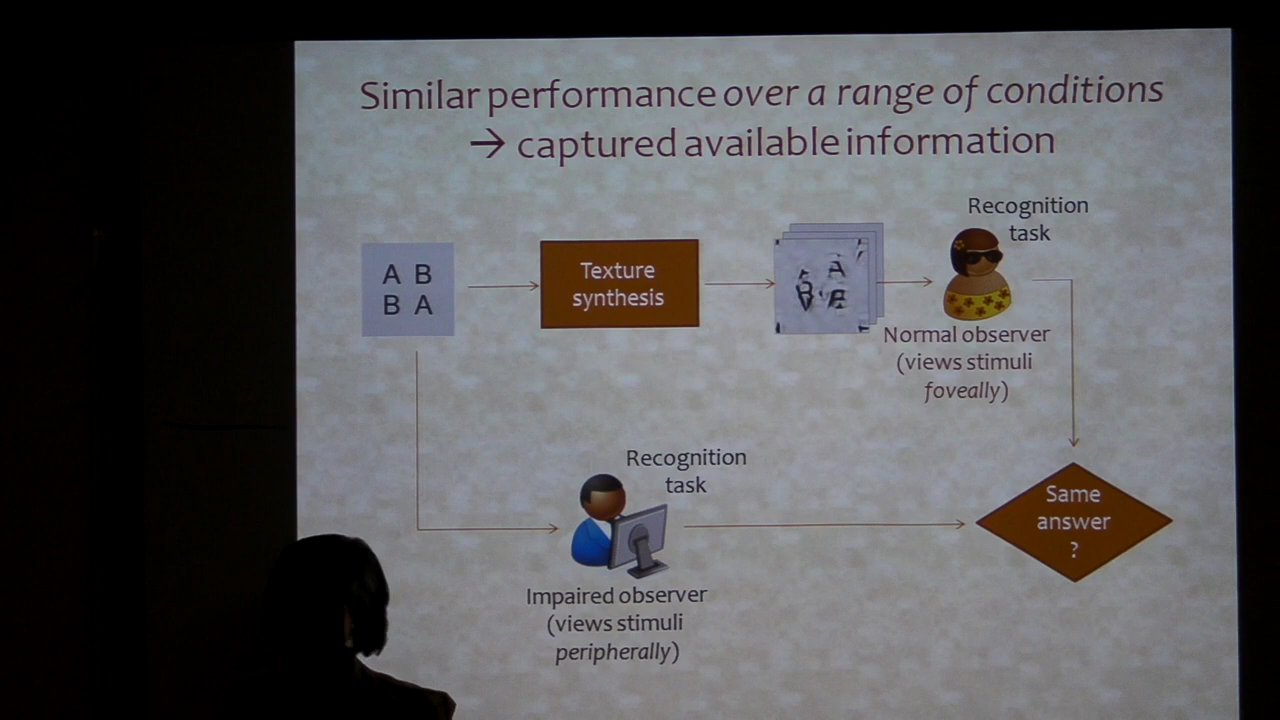 Similar performance over a range of conditions
→ captured available information
Recognition
task
A B
B A
Texture
synthesis
A
B
Normal observer
(views stimuli
foveally)
Recognition
task
Same
answer
?
Impaired observer
(views stimuli
peripherally)